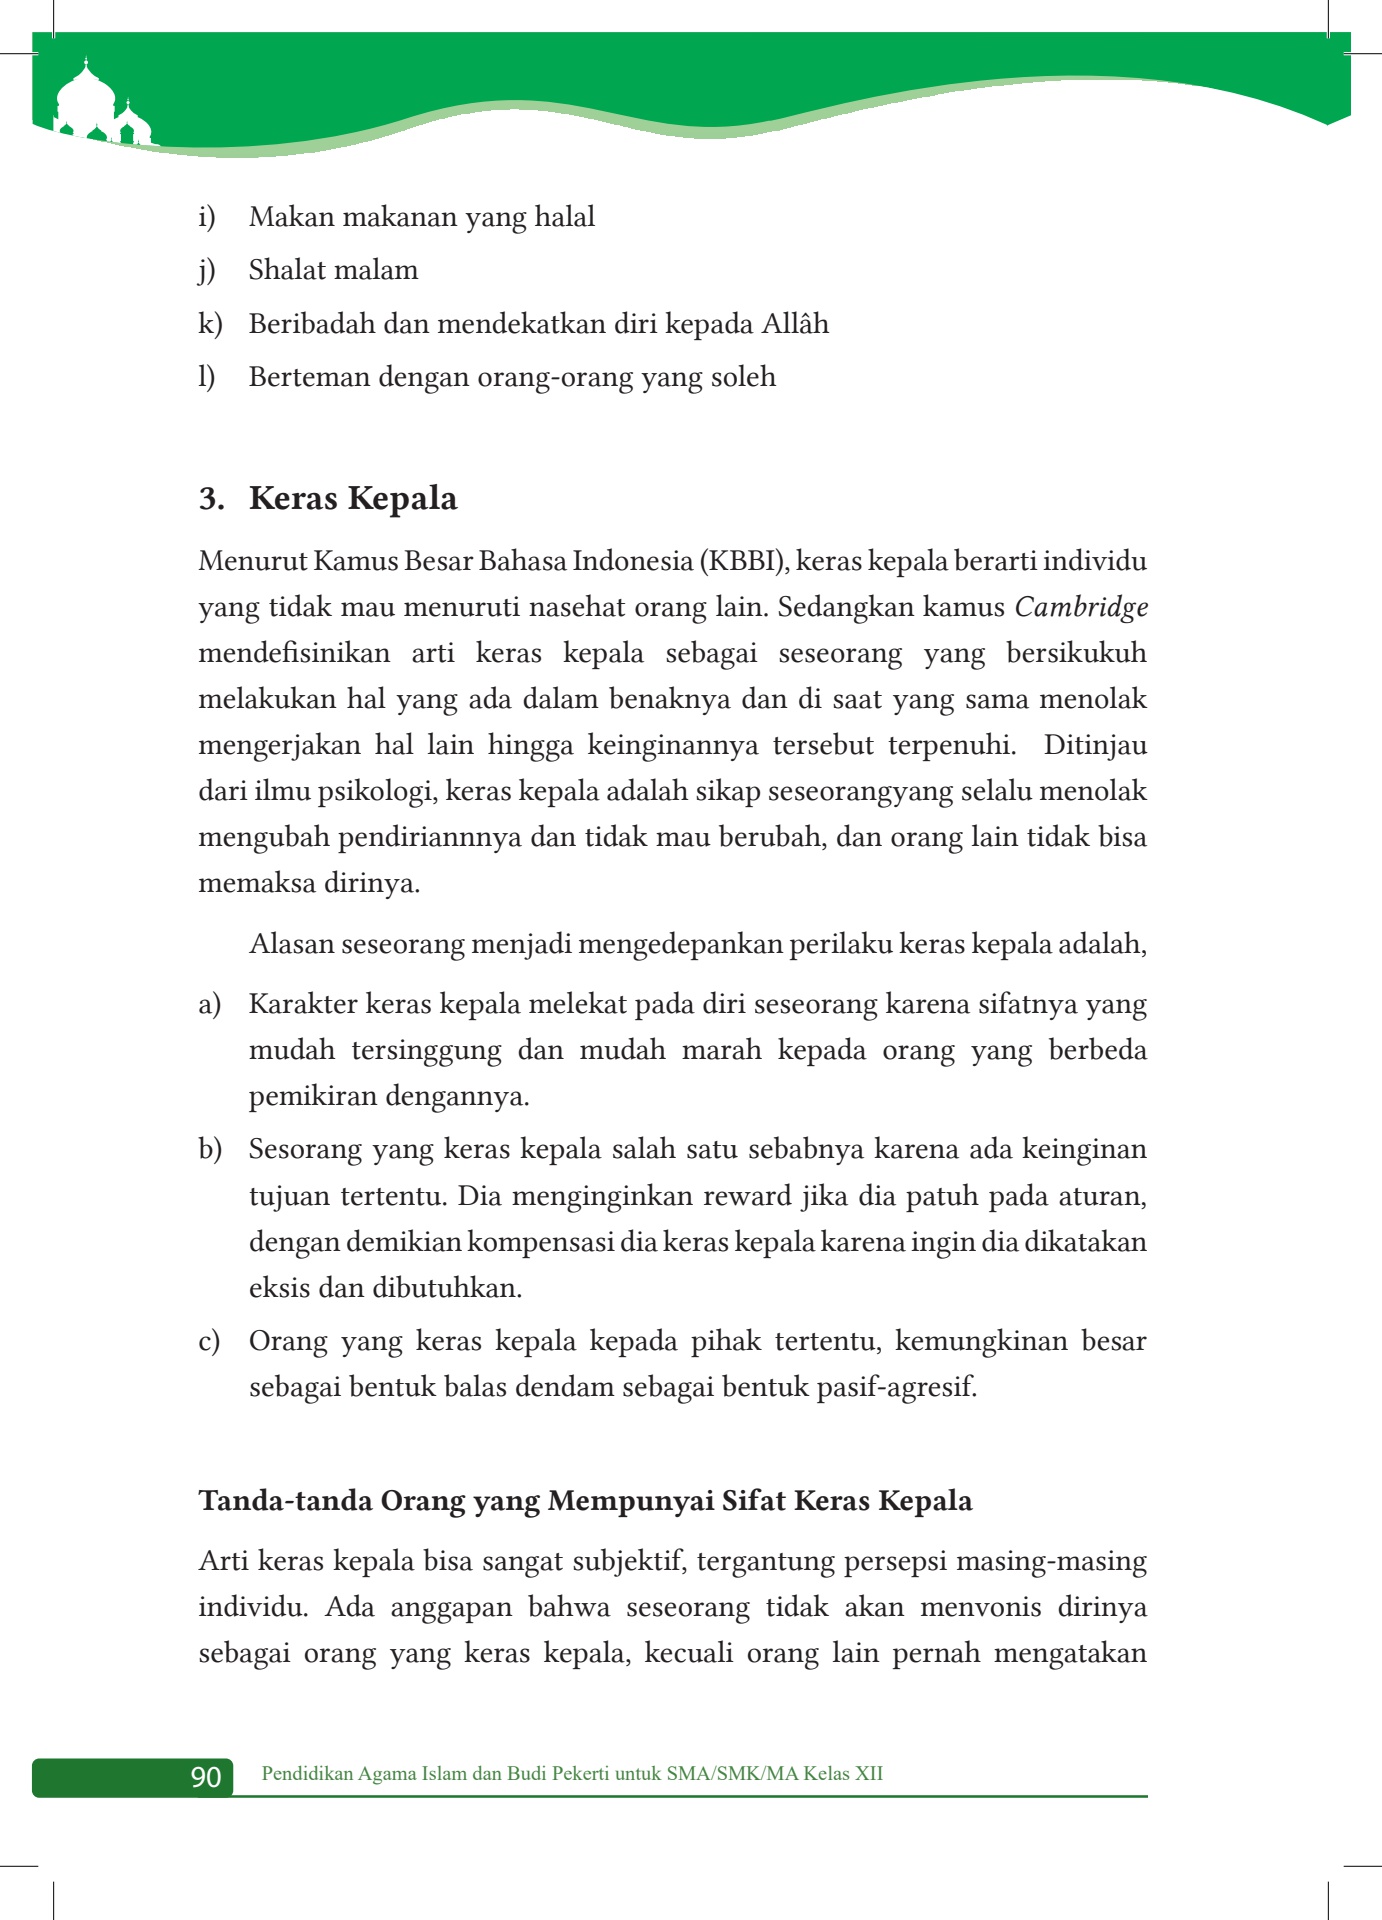 i) Makan makanan yang halal
j) Shalat malam
k) Beribadah dan mendekatkan diri kepada Allâh
l) Berteman dengan orang-orang yang soleh
3. Keras Kepala
Menurut Kamus Besar Bahasa Indonesia (KBBI), keras kepala berarti individu
yang tidak mau menuruti nasehat orang lain. Sedangkan kamus Cambridge
mendefisinikan arti keras kepala sebagai seseorang yang bersikukuh
melakukan hal yang ada dalam benaknya dan di saat yang sama menolak
mengerjakan hal lain hingga keinginannya tersebut terpenuhi. Ditinjau
dari ilmu psikologi, keras kepala adalah sikap seseorangyang selalu menolak
mengubah pendiriannnya dan tidak mau berubah, dan orang lain tidak bisa
memaksa dirinya.
Alasan seseorang menjadi mengedepankan perilaku keras kepala adalah,
a) Karakter keras kepala melekat pada diri seseorang karena sifatnya yang
mudah tersinggung dan mudah marah kepada orang yang berbeda
pemikiran dengannya.
b) Sesorang yang keras kepala salah satu sebabnya karena ada keinginan
tujuan tertentu. Dia menginginkan reward jika dia patuh pada aturan,
dengan demikian kompensasi dia keras kepala karena ingin dia dikatakan
eksis dan dibutuhkan.
c) Orang yang keras kepala kepada pihak tertentu, kemungkinan besar
sebagai bentuk balas dendam sebagai bentuk pasif-agresif.
Tanda-tanda Orang yang Mempunyai Sifat Keras Kepala
Arti keras kepala bisa sangat subjektif, tergantung persepsi masing-masing
individu. Ada anggapan bahwa seseorang tidak akan menvonis dirinya
sebagai orang yang keras kepala, kecuali orang lain pernah mengatakan
90 Pendidikan Agama Islam dan Budi Pekerti untuk SMA/SMK/MA Kelas XII